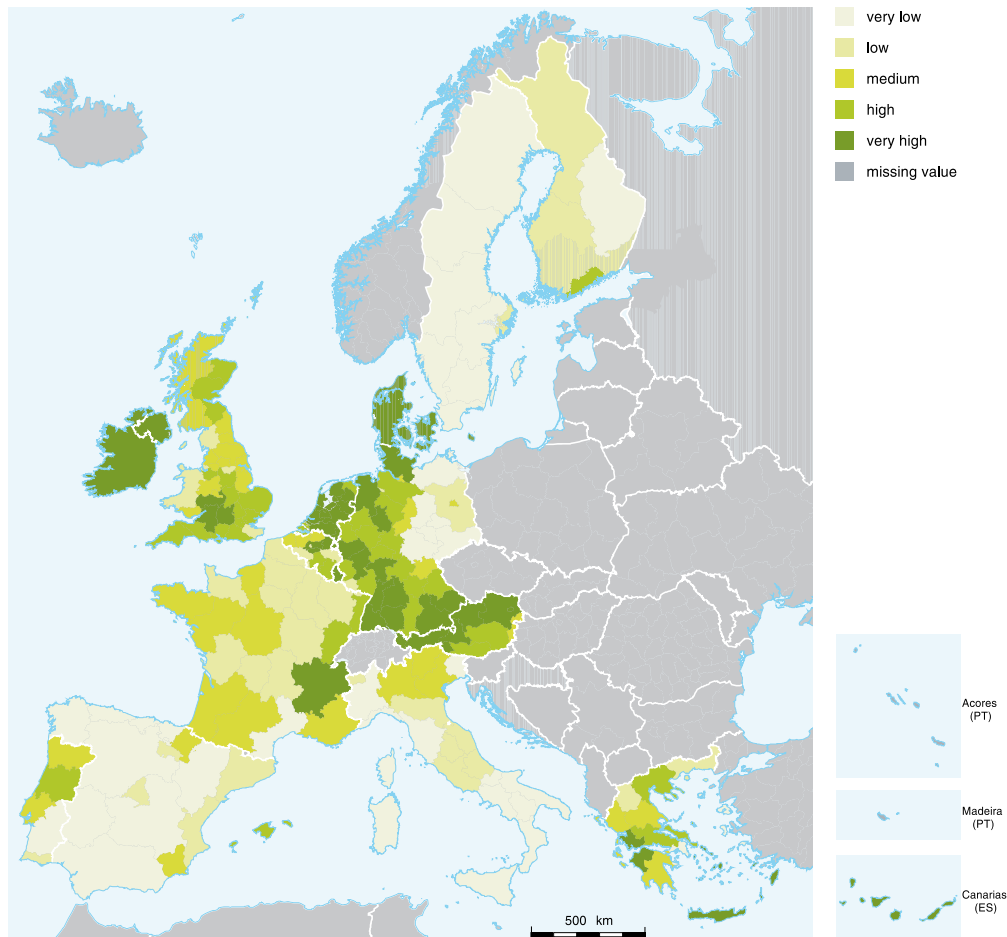 very low
low
medium
high
very high
missing value
Acores
(PT)
Madeira
(PT)
Canarias
(ES)
500 km